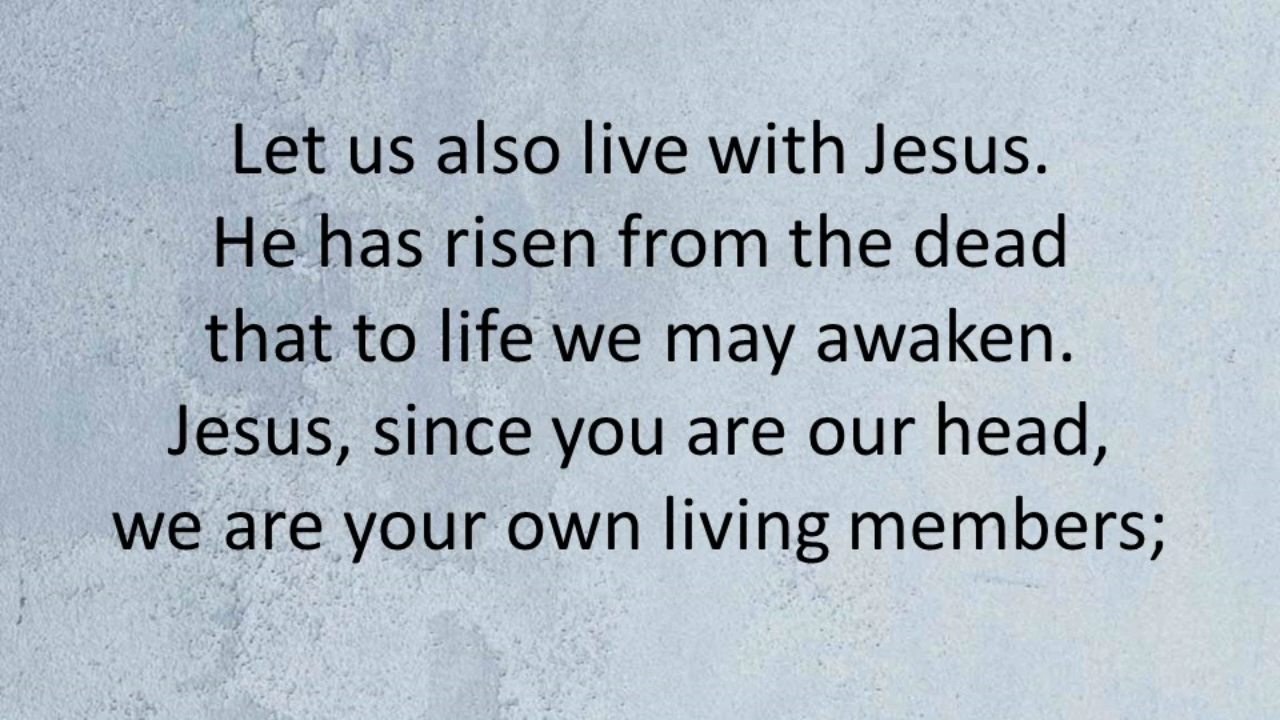 Let us also live with Jesus.
He has risen from the dead
that to life we may awaken.
Jesus, since you are our head,
we are your own living members;